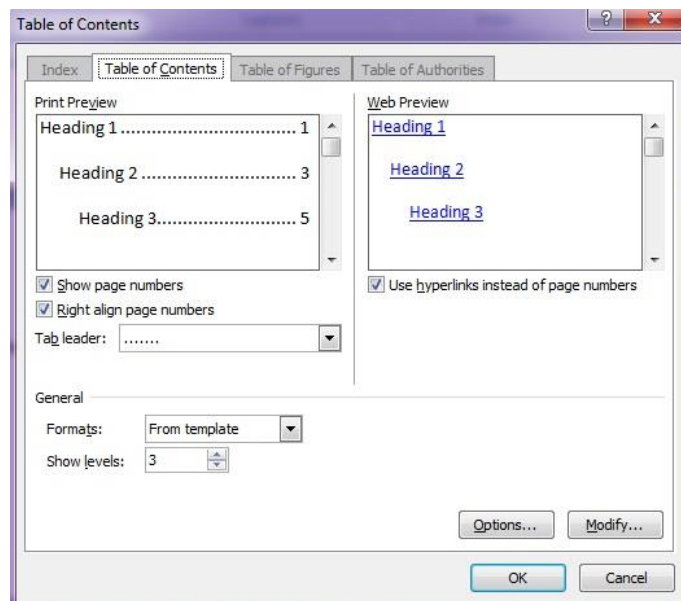 Table of Contents
?
X
Index
Table of Contents
Table of Figures
Table of Authorities
Print Preview
Heading 1 .................................. 1
Heading 2 ............................... 3
Heading 3............................ 5
Show page numbers
Right align page numbers
Tab leader: .......
Web Preview
Heading 1
Heading 2
Heading 3
Use hyperlinks instead of page numbers
General
Formats: From template
Show levels: 3
Options... Modify...
OK Cancel